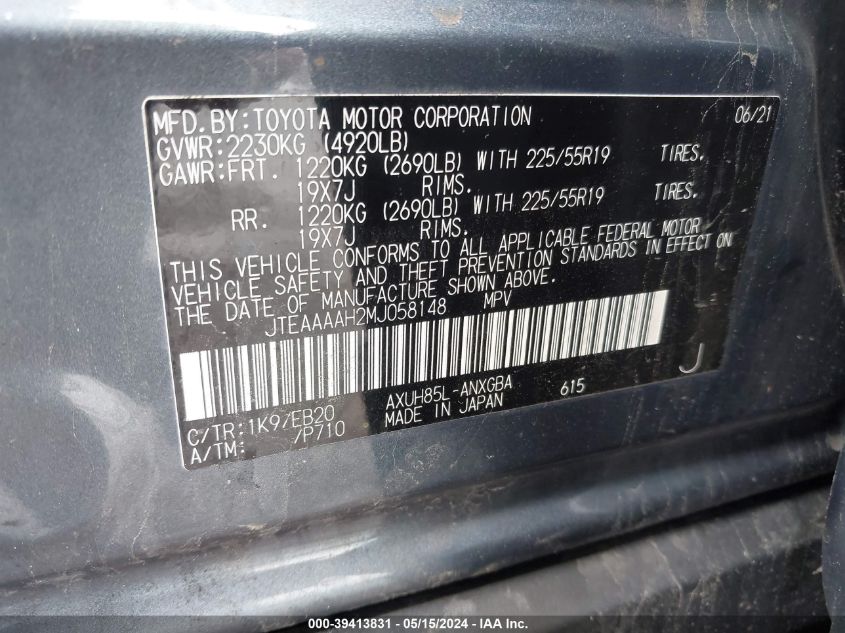 MFD.BY:TOYOTA MOTOR CORPORATION 06/21
GVWR:2230KG (4920LB)
GAWR:FRT. 1220KG (2690LB) WITH 225/55R19 TIRES.
19X7J RIMS.
RR. 1220KG (2690LB) WITH 225/55R19 TIRES.
19X7J RIMS.
THIS VEHICLE CONFORMS TO ALL APPLICABLE FEDERAL MOTOR
VEHICLE SAFETY AND THEFT PREVENTION STANDARDS IN EFFECT ON
THE DATE OF MANUFACTURE SHOWN ABOVE.
JTEAAAAH2MJ058148 MPV
C/TR:1K9/EB20 AXUH85L-ANXGBA 615 J
A/TM: /P710 MADE IN JAPAN
000-39413831 - 05/15/2024 - IAA Inc.